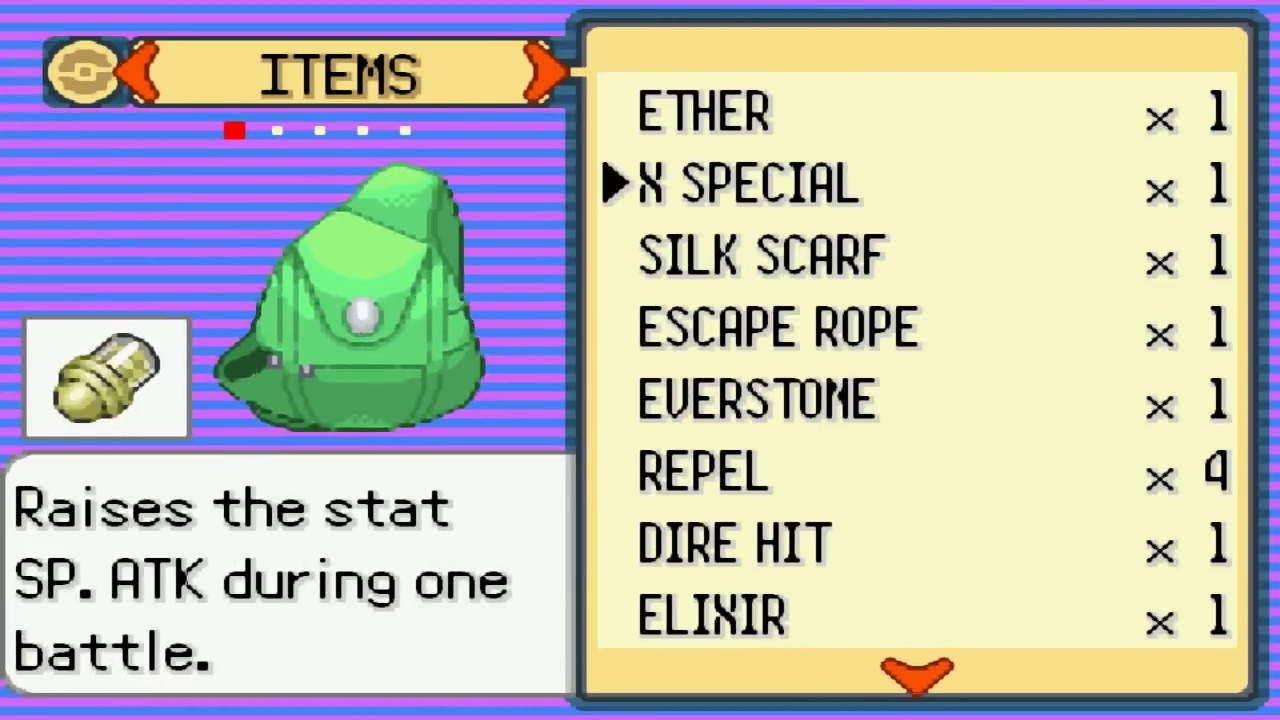 ITEMS
ETHER × 1
X SPECIAL × 1
SILK SCARF × 1
ESCAPE ROPE × 1
EVERSTONE × 1
REPEL × 4
DIRE HIT × 1
ELIXIR × 1
Raises the stat
SP. ATK during one
battle.